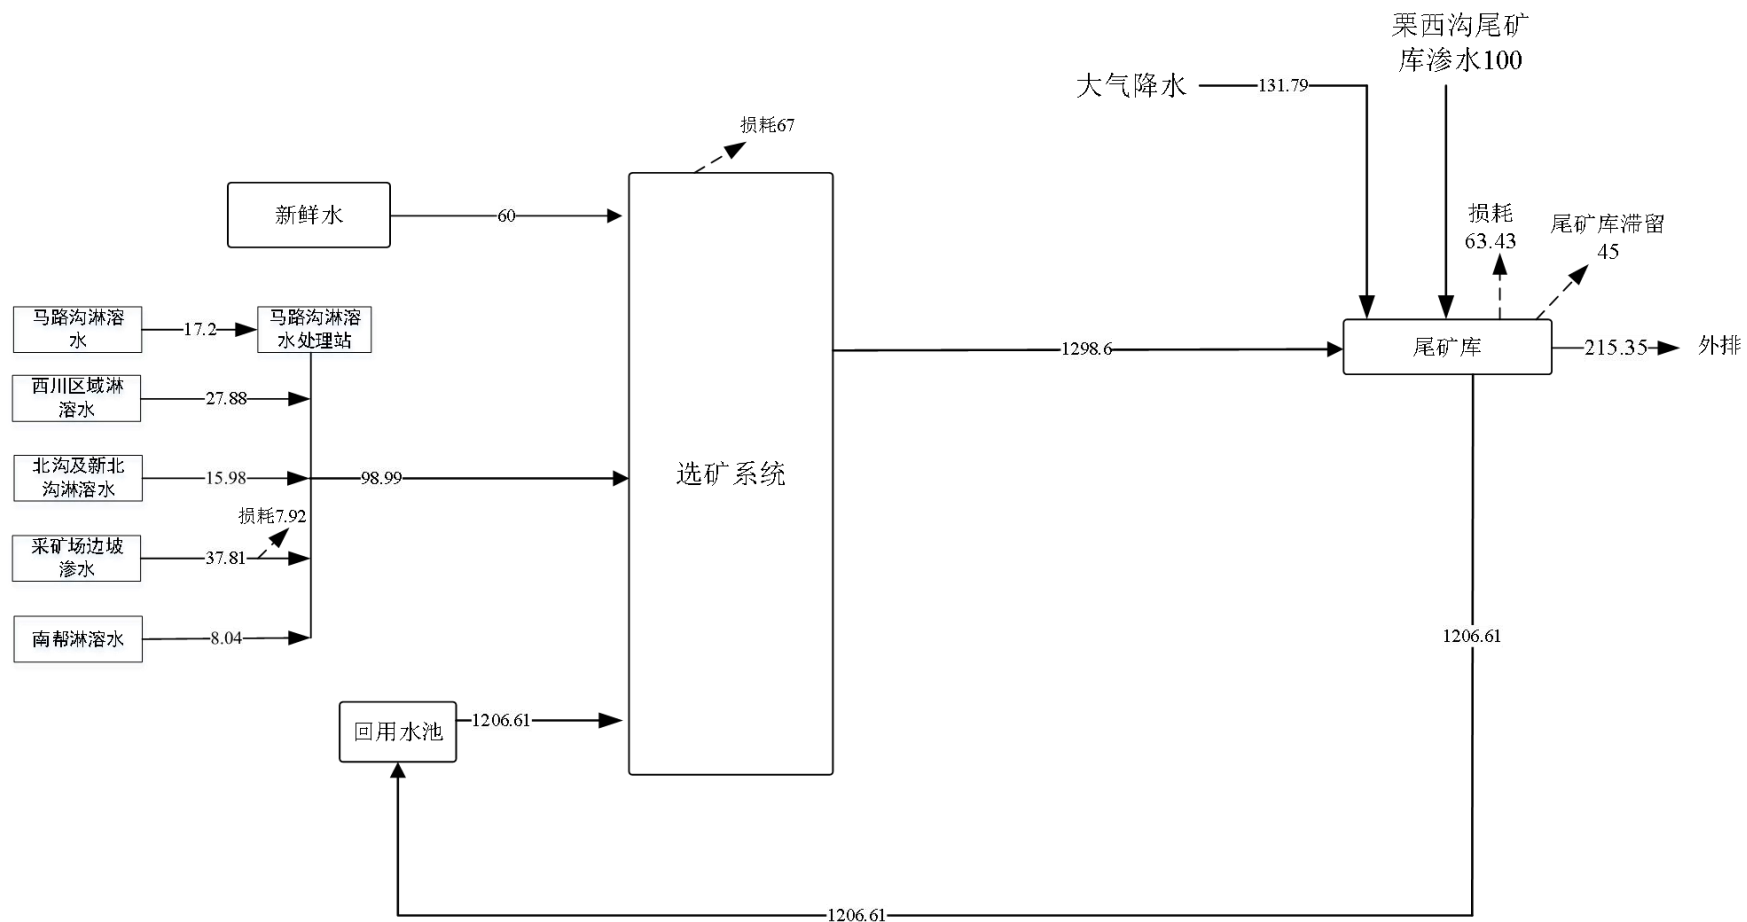 栗西沟尾矿
库渗水100
大气降水
131.79
损耗67
新鲜水
60
损耗
63.43
尾矿库滞留
45
马路沟淋溶
水
17.2
马路沟淋溶
水处理站
1298.6
尾矿库
215.35
外排
西川区域淋
溶水
27.88
北沟及新北
沟淋溶水
15.98
98.99
选矿系统
损耗7.92
采矿场边坡
渗水
37.81
南帮淋溶水
8.04
1206.61
回用水池
1206.61
1206.61